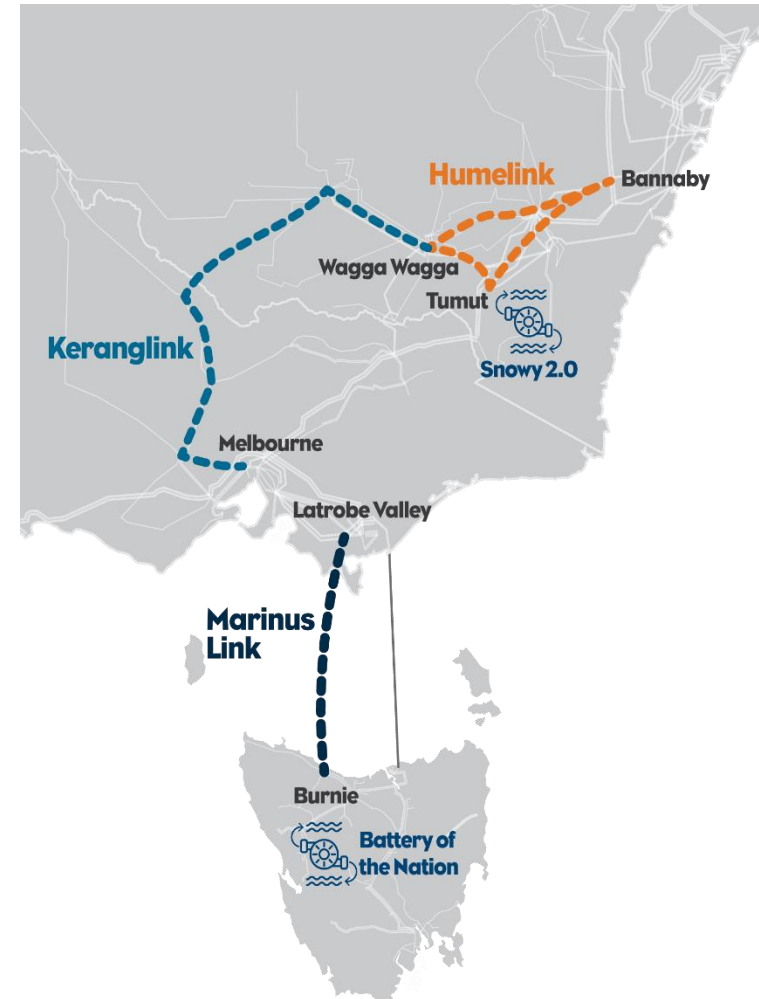 Humelink
Bannaby
Wagga Wagga
Tumut
Snowy 2.0
Keranglink
Melbourne
Latrobe Valley
Marinus
Link
Burnie
Battery of
the Nation